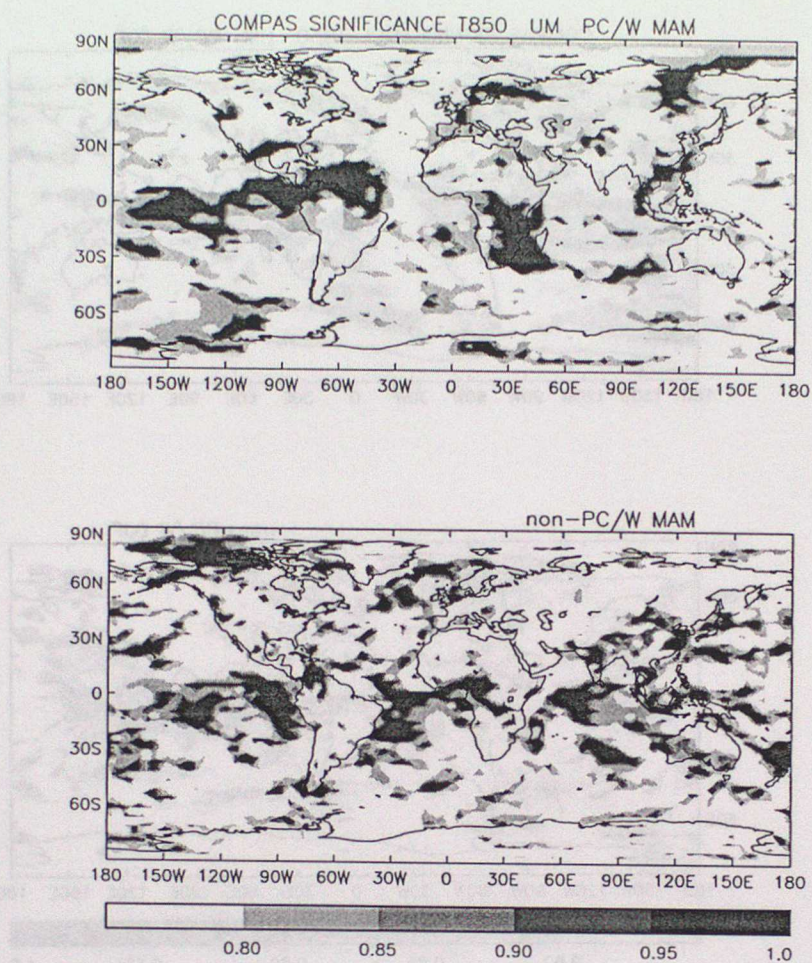 COMPAS SIGNIFICANCE T850 UM PC/W MAM
90N
60N
30N
0
30S
60S
180 150W 120W 90W 60W 30W 0 30E 60E 90E 120E 150E 180
non-PC/W MAM
90N
60N
30N
0
30S
60S
180 150W 120W 90W 60W 30W 0 30E 60E 90E 120E 150E 180
0.80 0.85 0.90 0.95 1.0